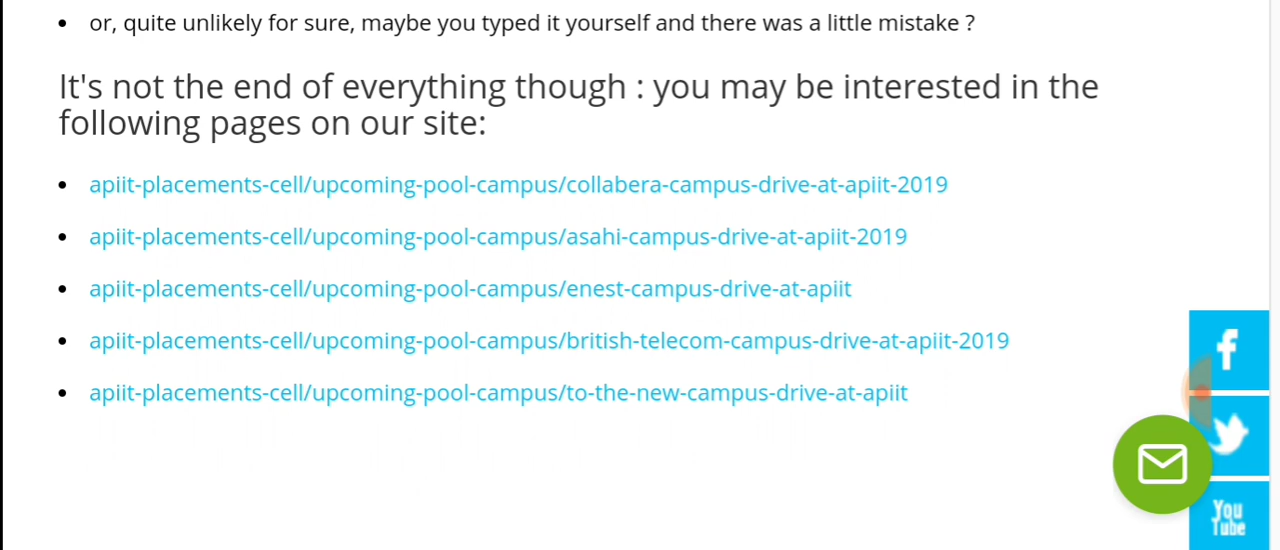 or, quite unlikely for sure, maybe you typed it yourself and there was a little mistake ?
It's not the end of everything though : you may be interested in the
following pages on our site:
apiit-placements-cell/upcoming-pool-campus/collabera-campus-drive-at-apiit-2019
apiit-placements-cell/upcoming-pool-campus/asahi-campus-drive-at-apiit-2019
apiit-placements-cell/upcoming-pool-campus/enest-campus-drive-at-apiit
apiit-placements-cell/upcoming-pool-campus/british-telecom-campus-drive-at-apiit-2019
apiit-placements-cell/upcoming-pool-campus/to-the-new-campus-drive-at-apiit
You
Tube